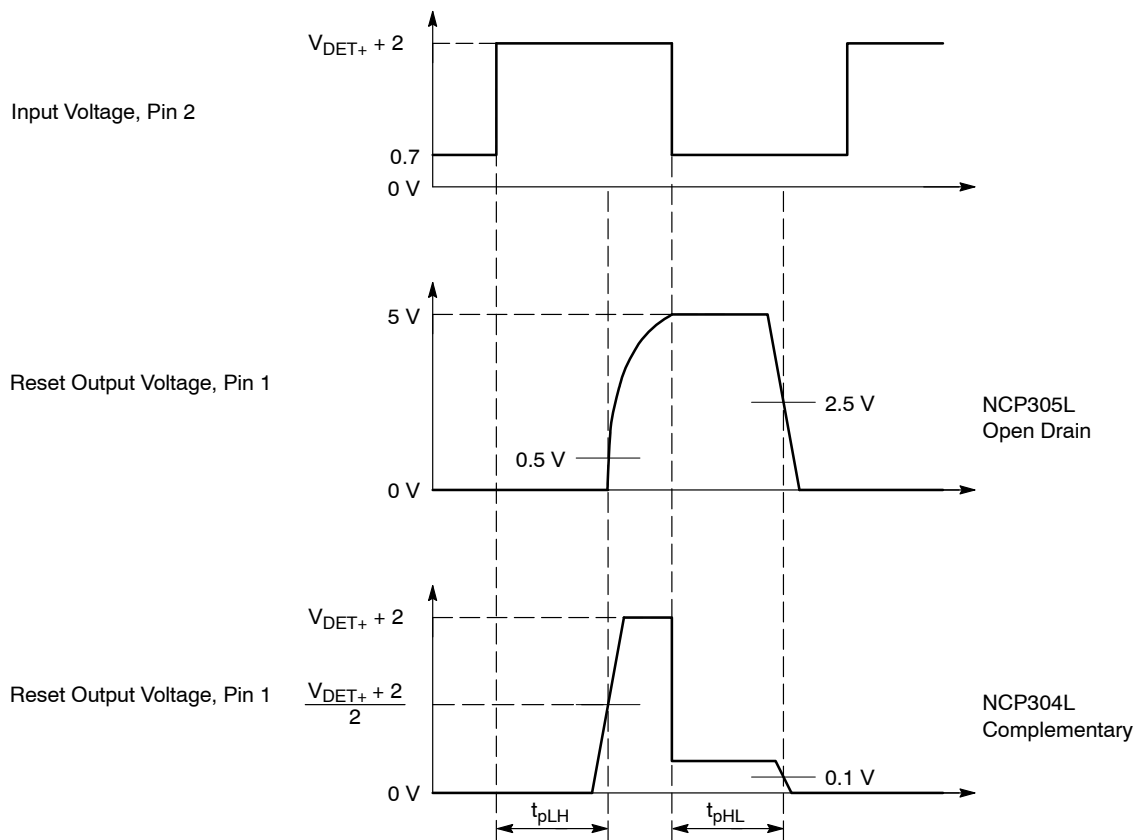 V_DET+ + 2
Input Voltage, Pin 2
0.7
0 V
5 V
Reset Output Voltage, Pin 1
2.5 V
NCP305L
Open Drain
0.5 V
0 V
V_DET+ + 2
Reset Output Voltage, Pin 1
V_DET+ + 2
2
NCP304L
Complementary
0.1 V
0 V
t_pLH
t_pHL